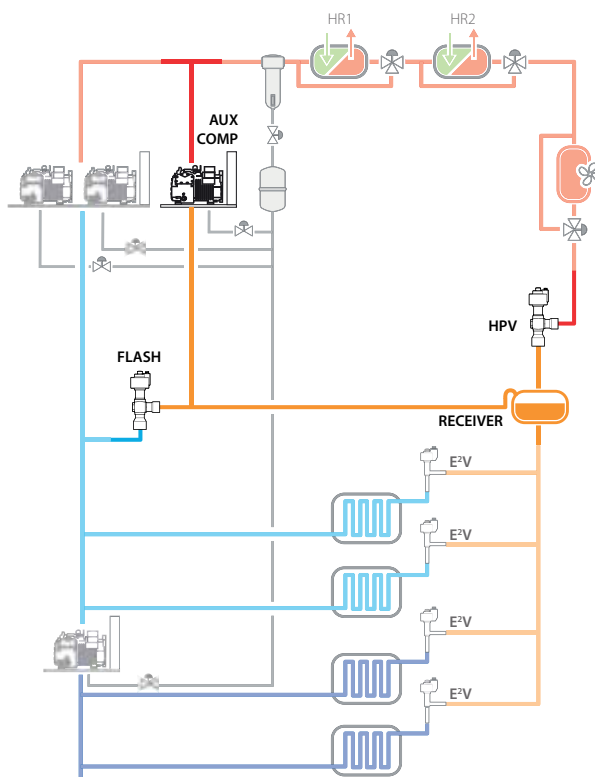 HR1
HR2
AUX
COMP
HPV
FLASH
RECEIVER
E²V
E²V
E²V
E²V